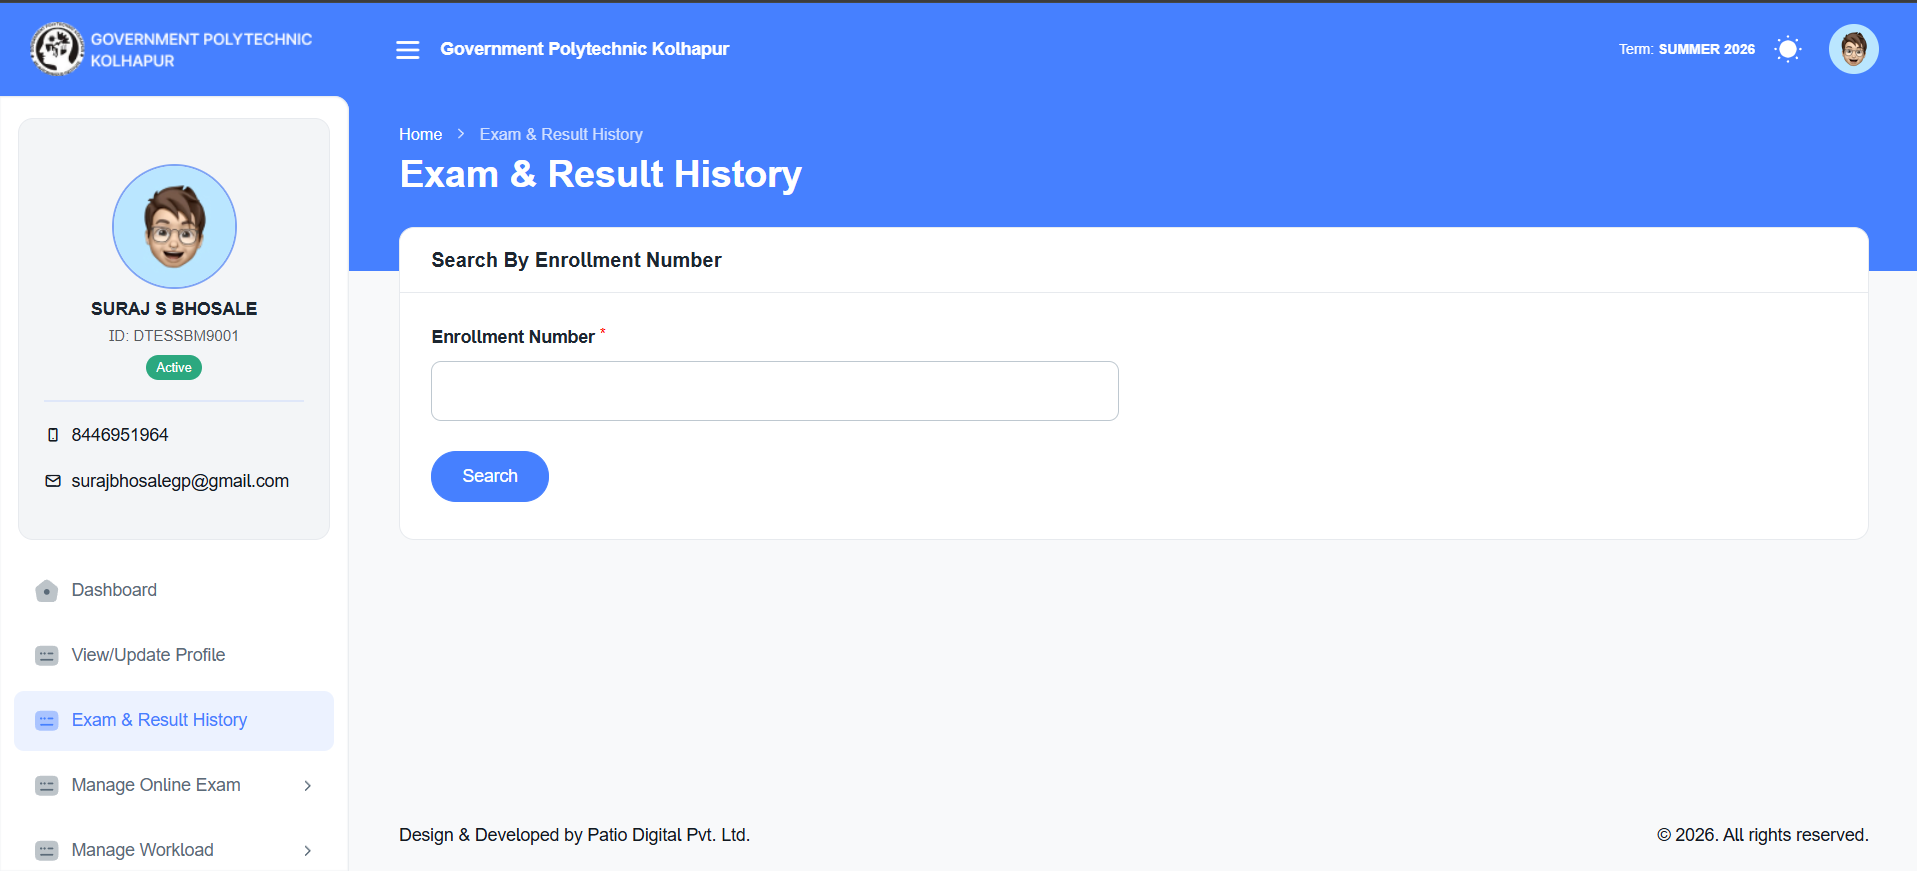 GOVERNMENT POLYTECHNIC
KOLHAPUR
Government Polytechnic Kolhapur
Term: SUMMER 2026
SURAJ S BHOSALE
ID: DTESSBM9001
Active
8446951964
surajbhosalegp@gmail.com
Dashboard
View/Update Profile
Exam & Result History
Manage Online Exam
Manage Workload
Home > Exam & Result History
Exam & Result History
Search By Enrollment Number
Enrollment Number *
Search
Design & Developed by Patio Digital Pvt. Ltd.
© 2026. All rights reserved.